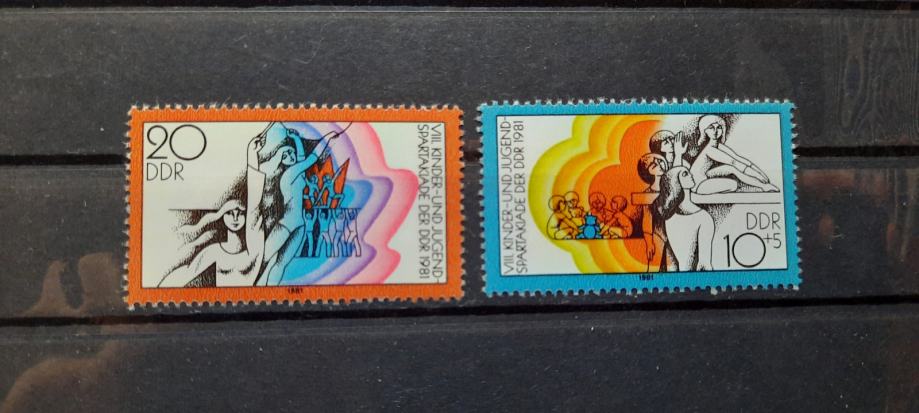 20
DDR
VIII. KINDER-UND JUGEND-
SPARTAKIADE DER DDR 1981
1981
VIII. KINDER-UND JUGEND-
SPARTAKIADE DER DDR 1981
DDR
10+5
1981